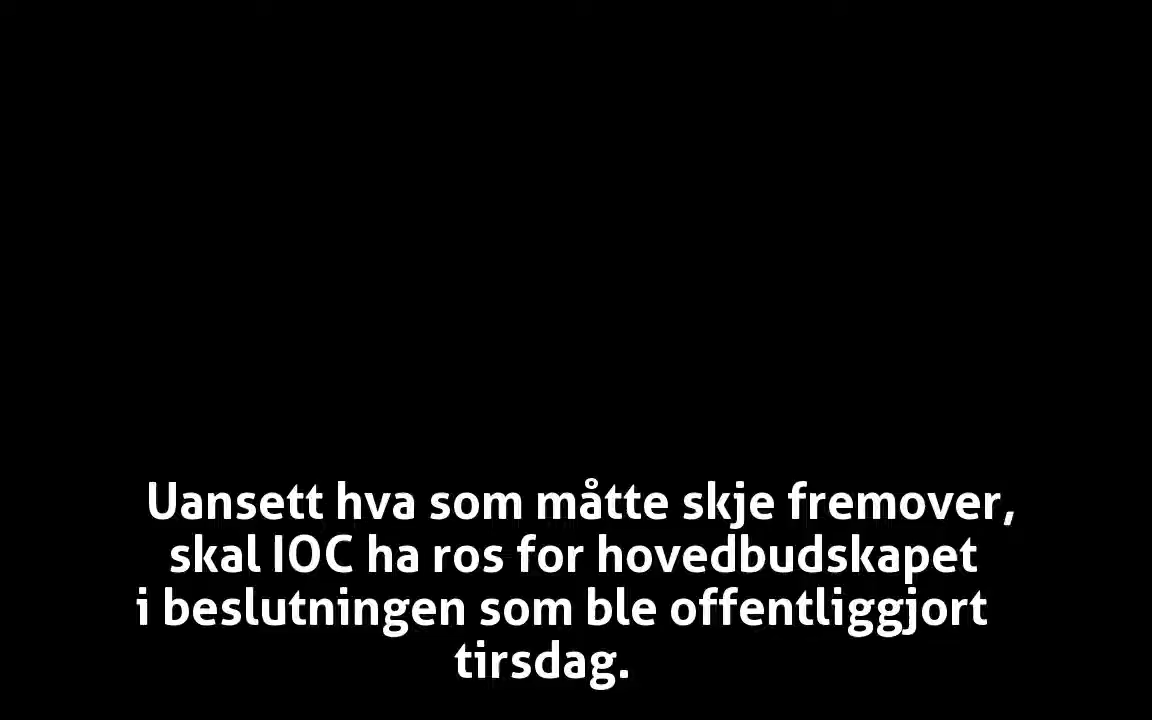 Uansett hva som måtte skje fremover,
skal IOC ha ros for hovedbudskapet
i beslutningen som ble offentliggjort
tirsdag.